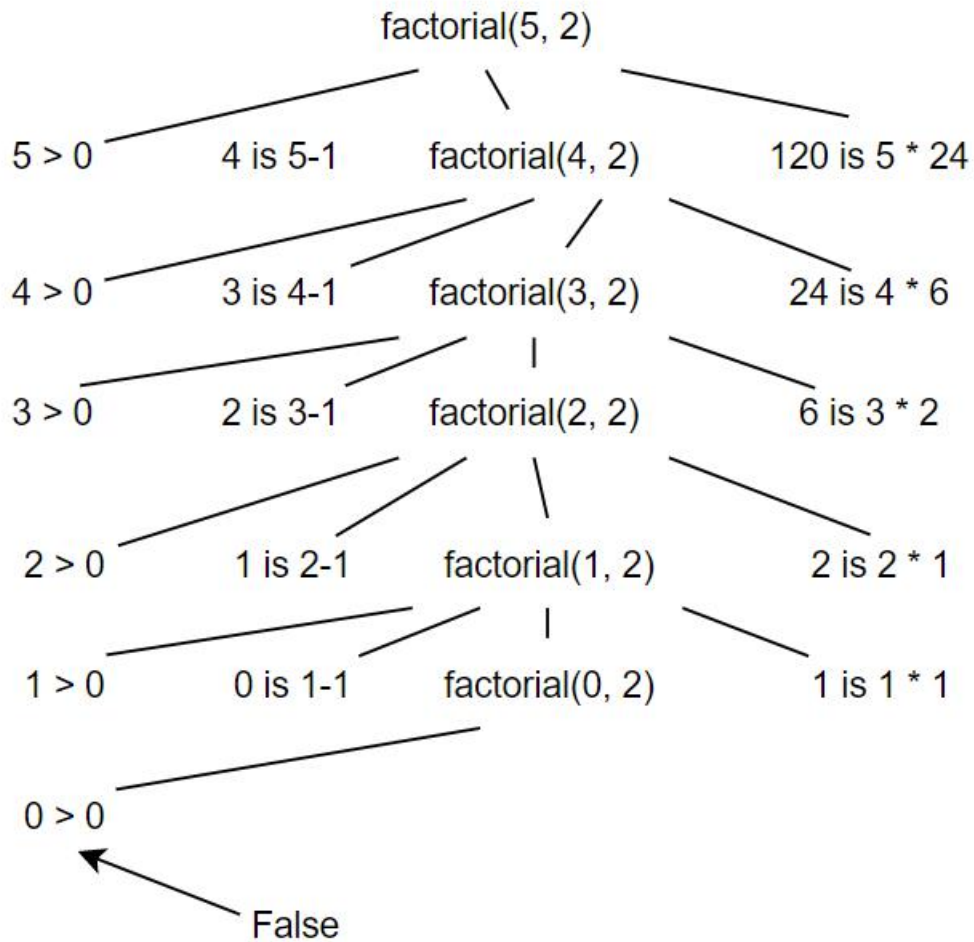 factorial(5, 2)
5 > 0 4 is 5-1 factorial(4, 2) 120 is 5 * 24
4 > 0 3 is 4-1 factorial(3, 2) 24 is 4 * 6
3 > 0 2 is 3-1 factorial(2, 2) 6 is 3 * 2
2 > 0 1 is 2-1 factorial(1, 2) 2 is 2 * 1
1 > 0 0 is 1-1 factorial(0, 2) 1 is 1 * 1
0 > 0
False